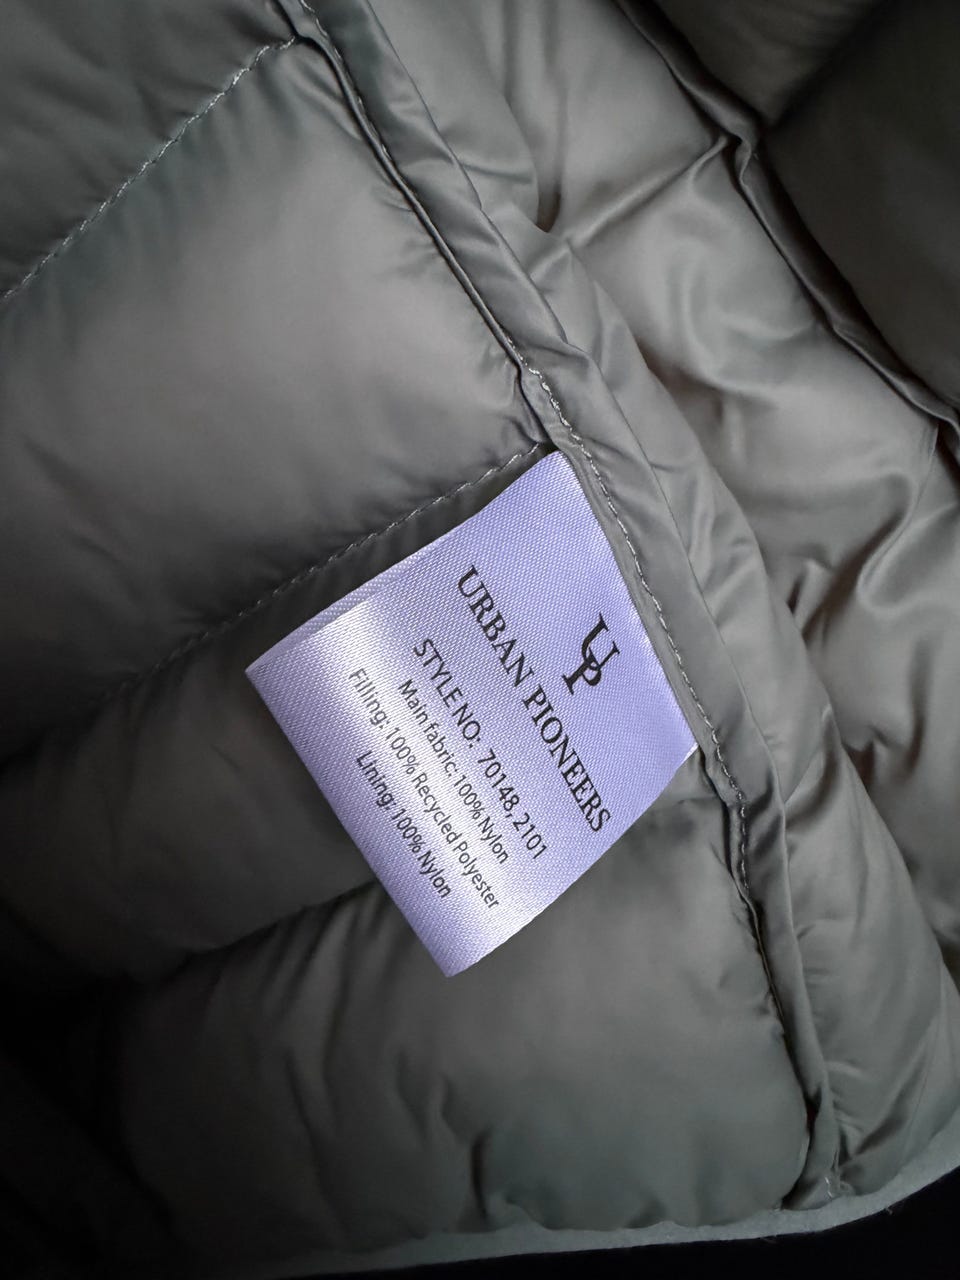 UP
URBAN PIONEERS
STYLE NO: 70148, 2101
Main fabric: 100% Nylon
Filling: 100% Recycled Polyester
Lining: 100% Nylon